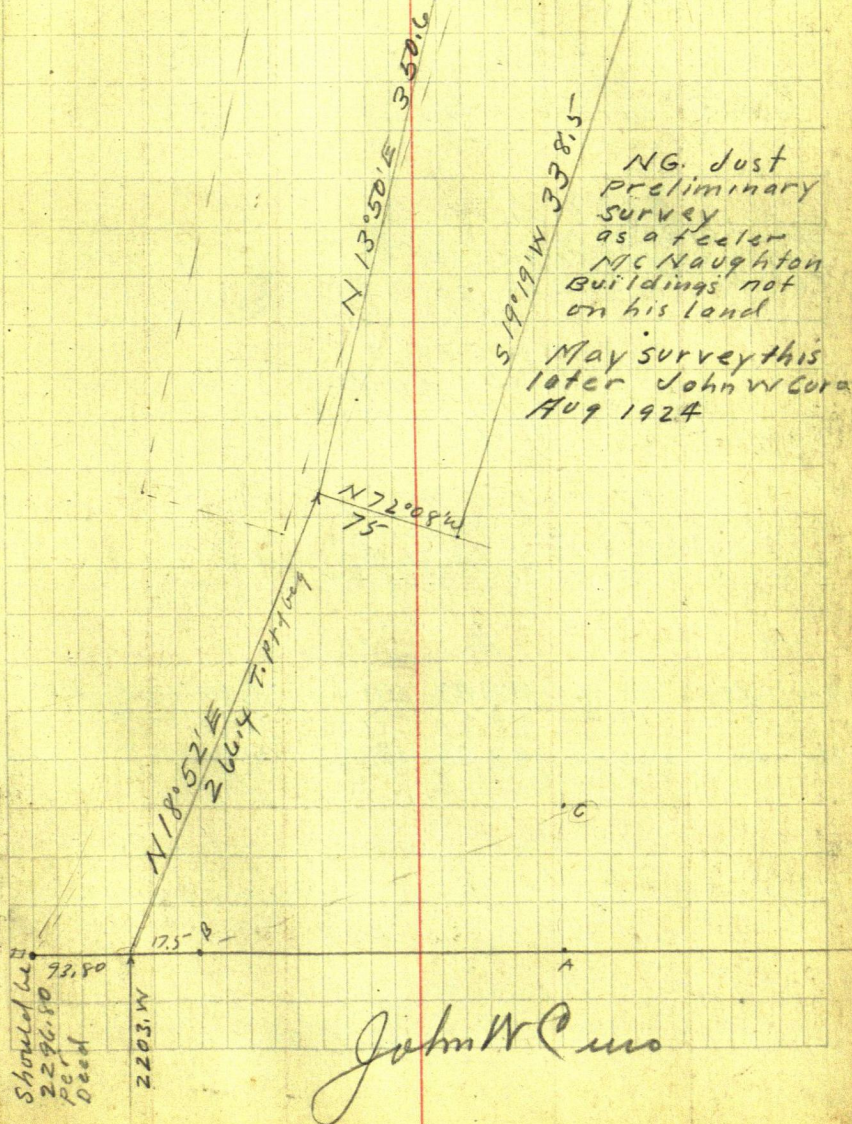 N 13°50'E 350.6
S 19°19'W 338.5
NG. Just
Preliminary
survey
as a feeler
McNaughton
Buildings not
on his land
May survey this
later John W Curo
Aug 1924
N 72°08'W
75
N 18°52'E
266.4
C
17.5 B
93.80
A
Should be
2296.80
Per
Deed
2203.W
John W Curo